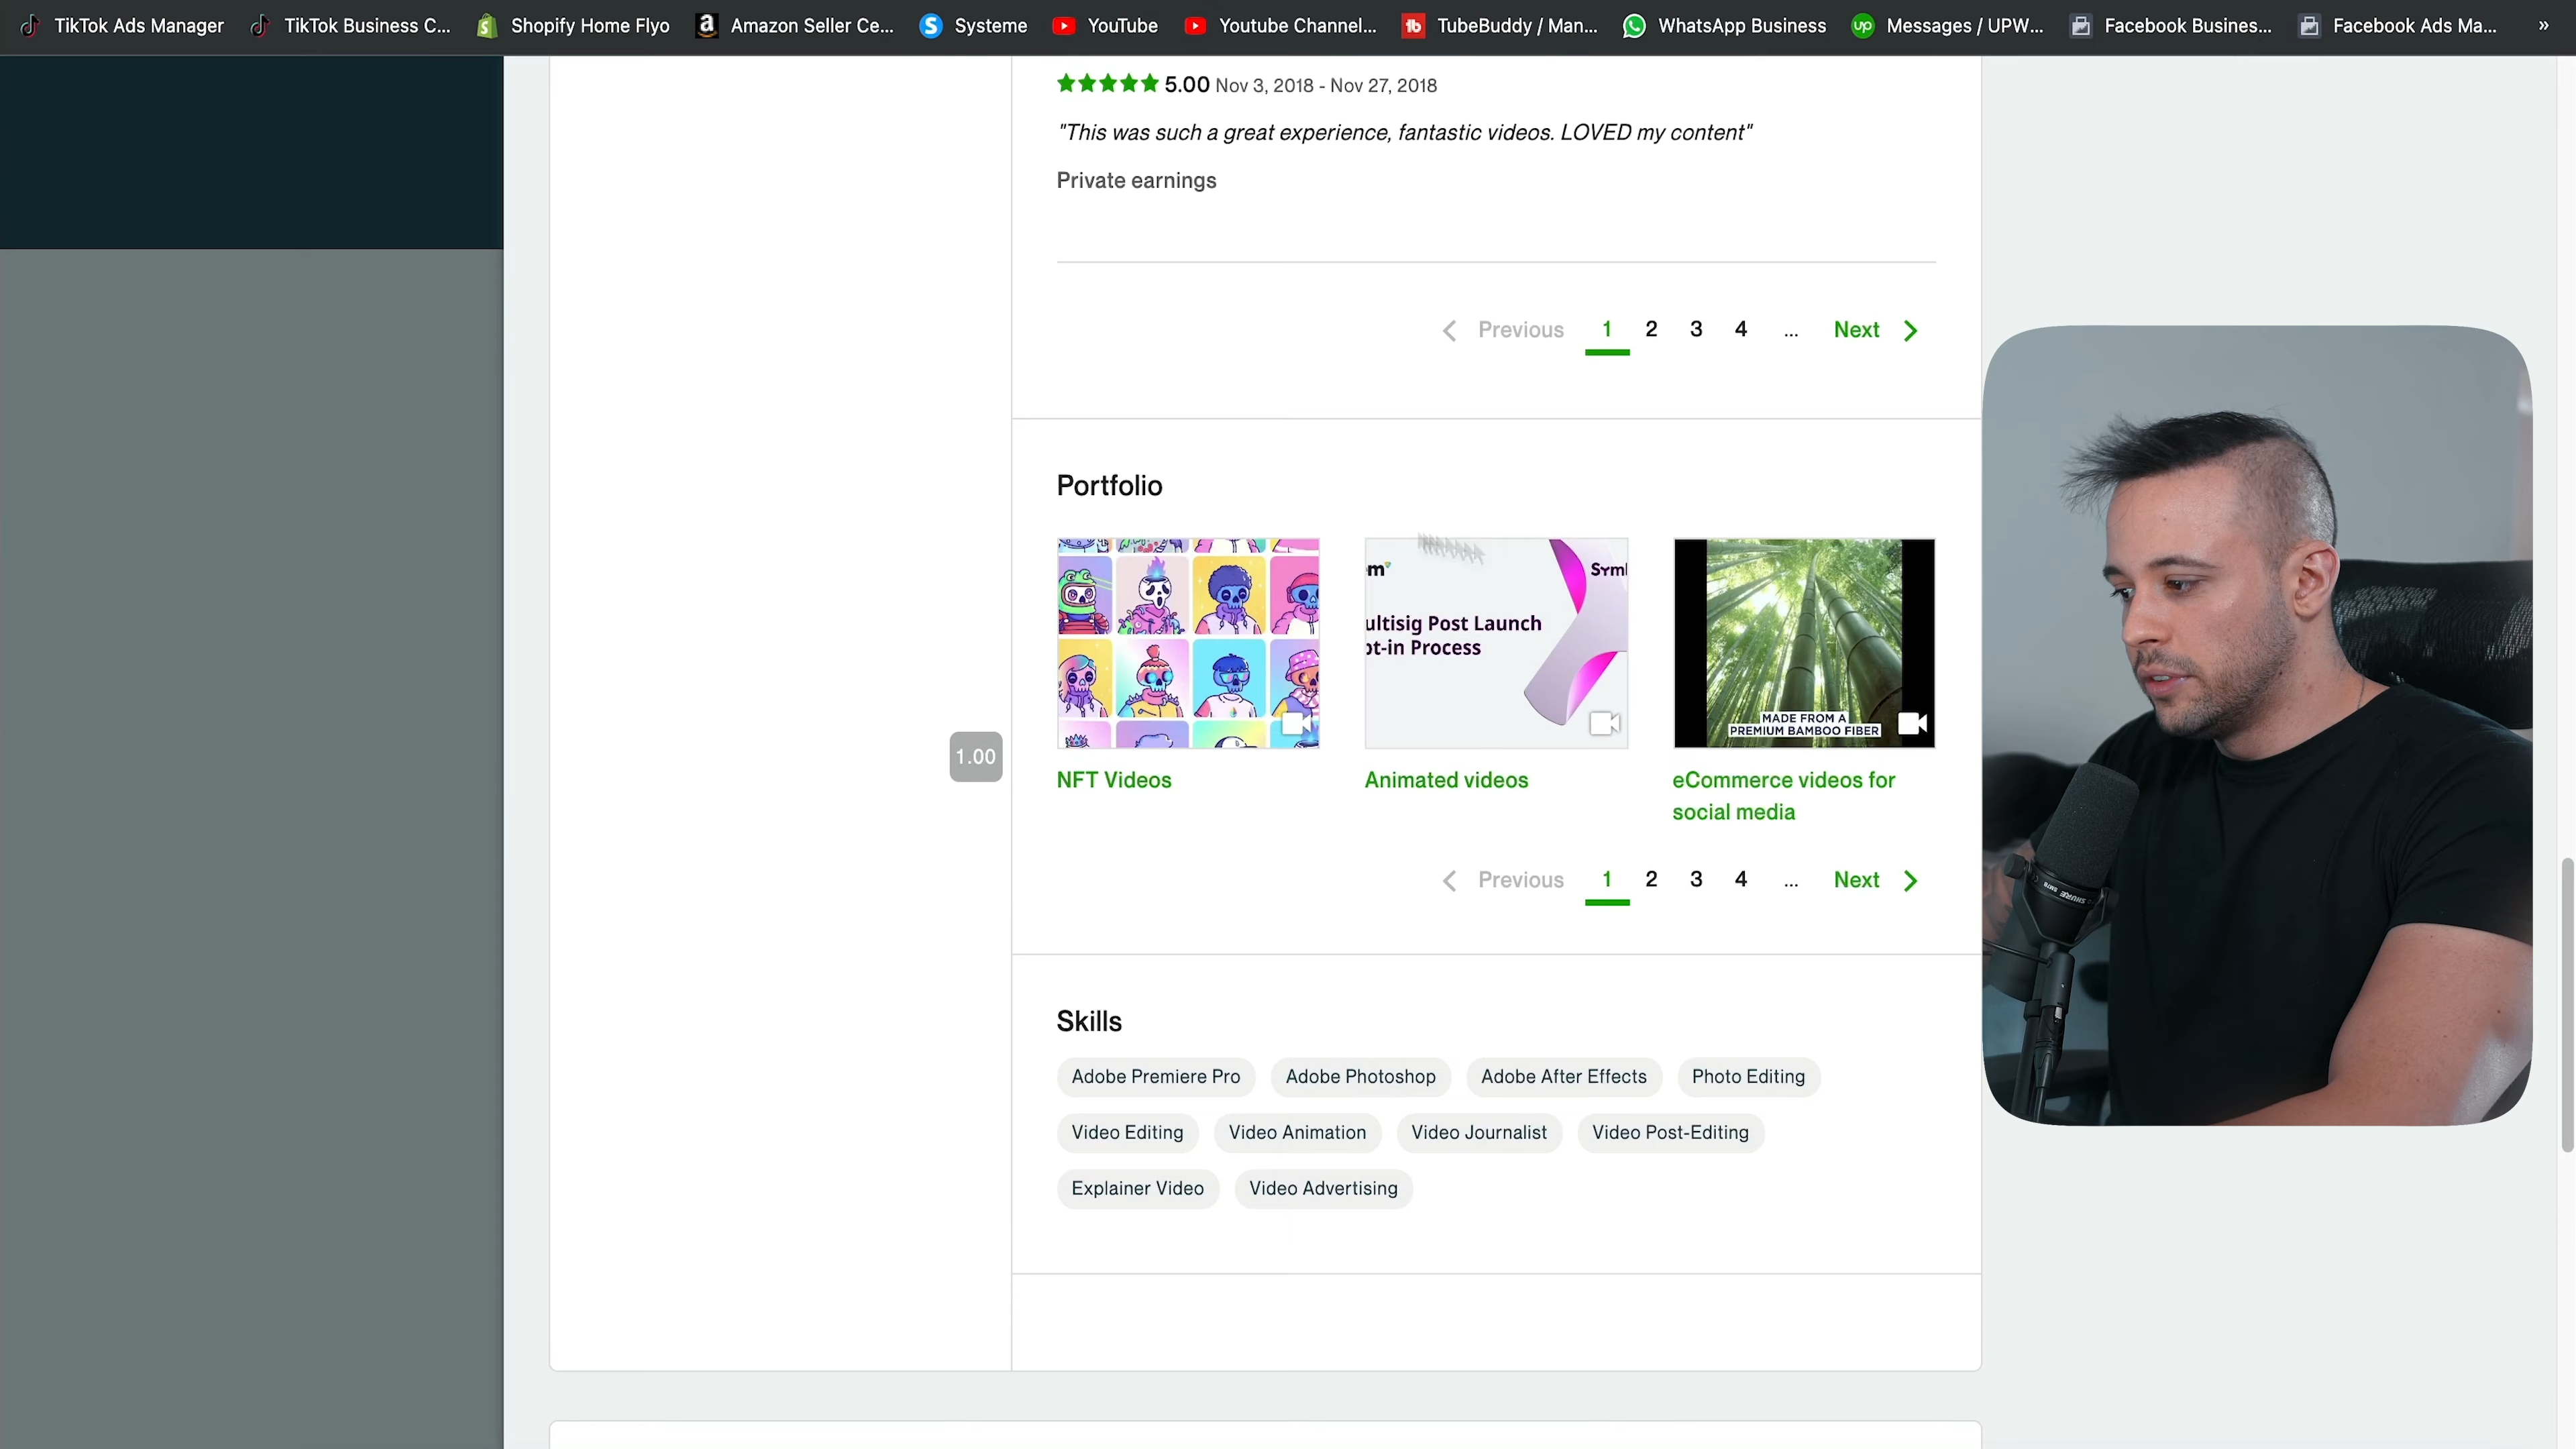 TikTok Ads Manager TikTok Business C... Shopify Home Flyo Amazon Seller Ce... Systeme YouTube Youtube Channel... TubeBuddy / Man... WhatsApp Business Messages / UPW... Facebook Busines... Facebook Ads Ma... »
5.00 Nov 3, 2018 - Nov 27, 2018
"This was such a great experience, fantastic videos. LOVED my content"
Private earnings
Previous 1 2 3 4 ... Next
Portfolio
m Syml
ultisig Post Launch
pt-in Process
MADE FROM A
PREMIUM BAMBOO FIBER
1.00
NFT Videos Animated videos eCommerce videos for
social media
Previous 1 2 3 4 ... Next
SHURE
Skills
Adobe Premiere Pro Adobe Photoshop Adobe After Effects Photo Editing
Video Editing Video Animation Video Journalist Video Post-Editing
Explainer Video Video Advertising